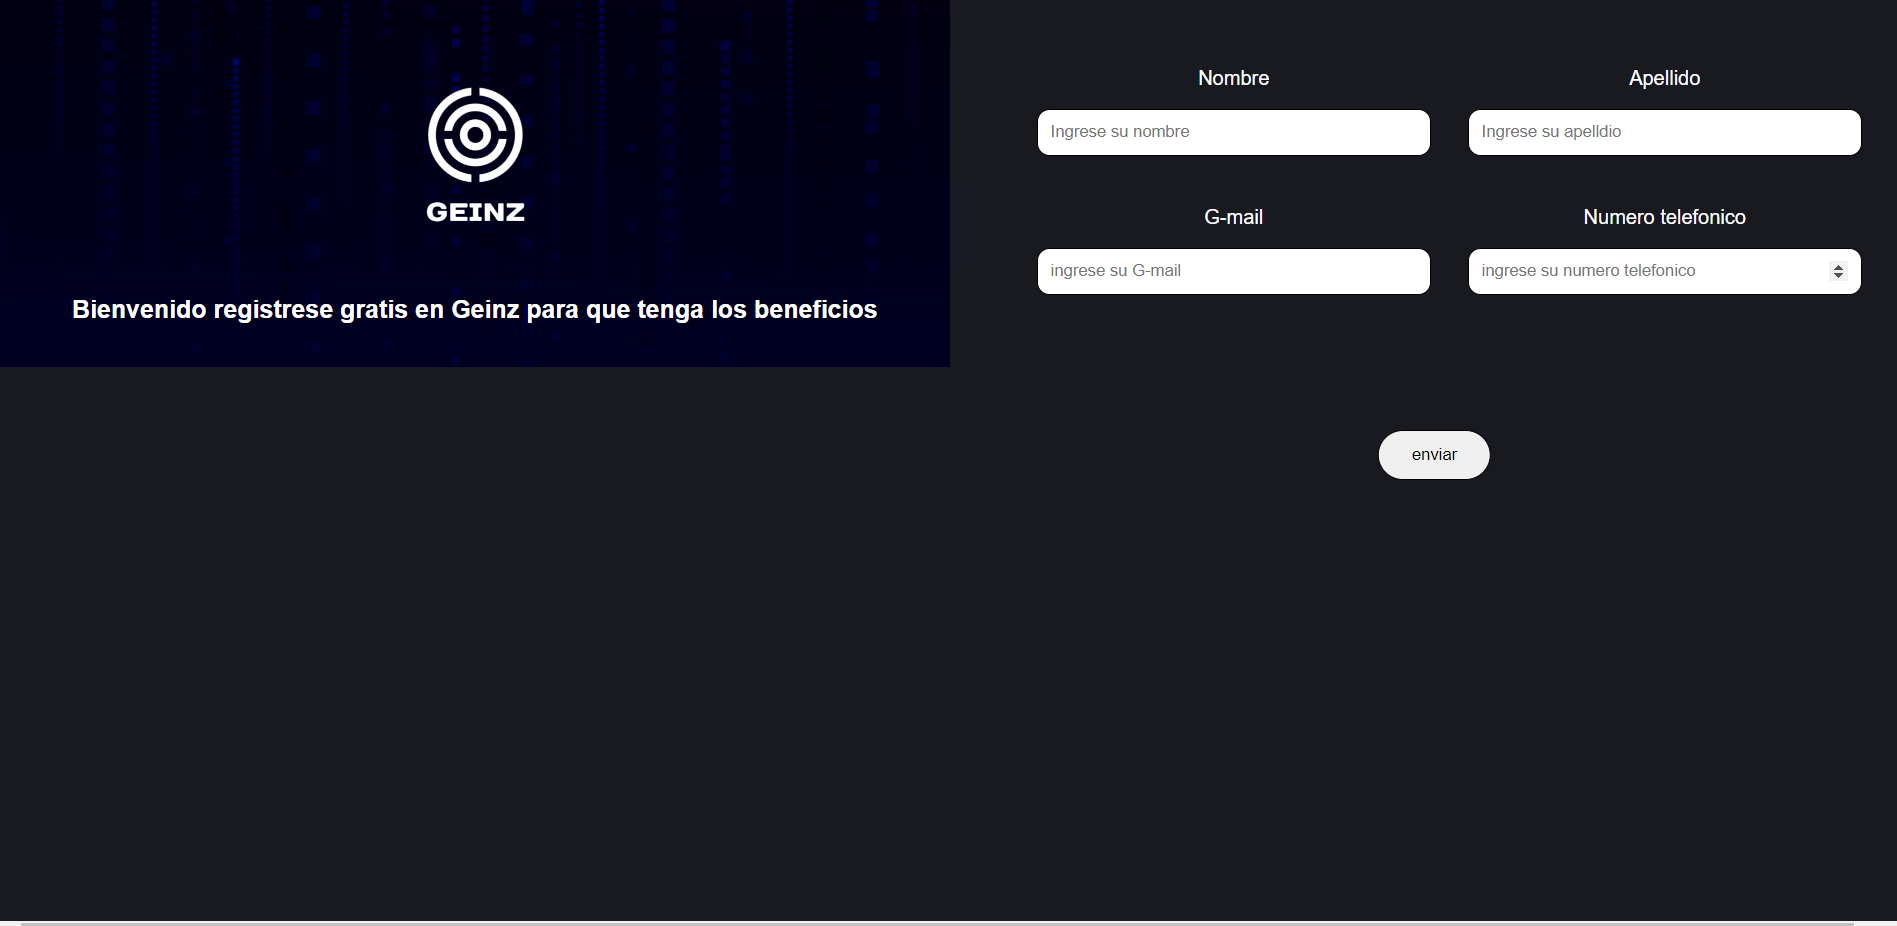 GEINZ
Bienvenido registrese gratis en Geinz para que tenga los beneficios
Nombre
Apellido
Ingrese su nombre
Ingrese su apelldio
G-mail
Numero telefonico
ingrese su G-mail
ingrese su numero telefonico
enviar